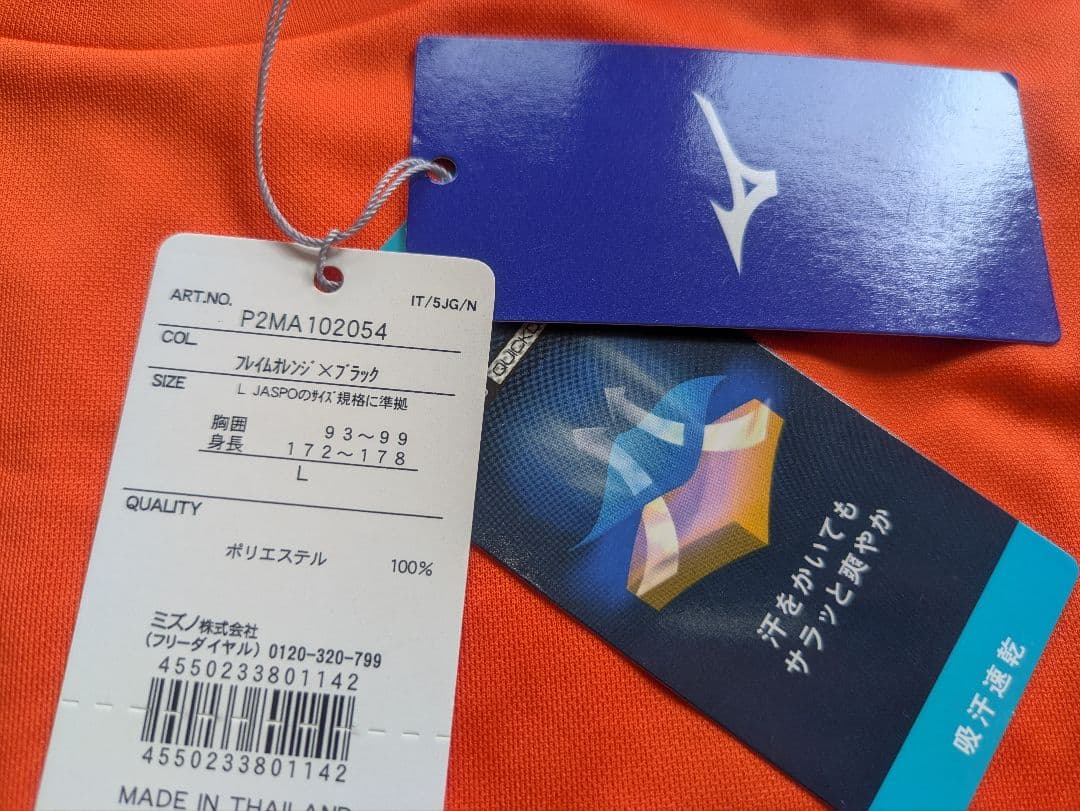 ART.NO.
IT/5JG/N
P2MA102054
COL.
フレイムオレンジ×ブラック
SIZE
L JASPOのサイズ規格に準拠
胸囲 93～99
身長 172～178
L
QUALITY
ポリエステル 100%
ミズノ株式会社
(フリーダイヤル) 0120-320-799
4550233801142
4550233801142
MADE IN THAILAND
汗をかいても
サラッと爽やか
吸汗速乾